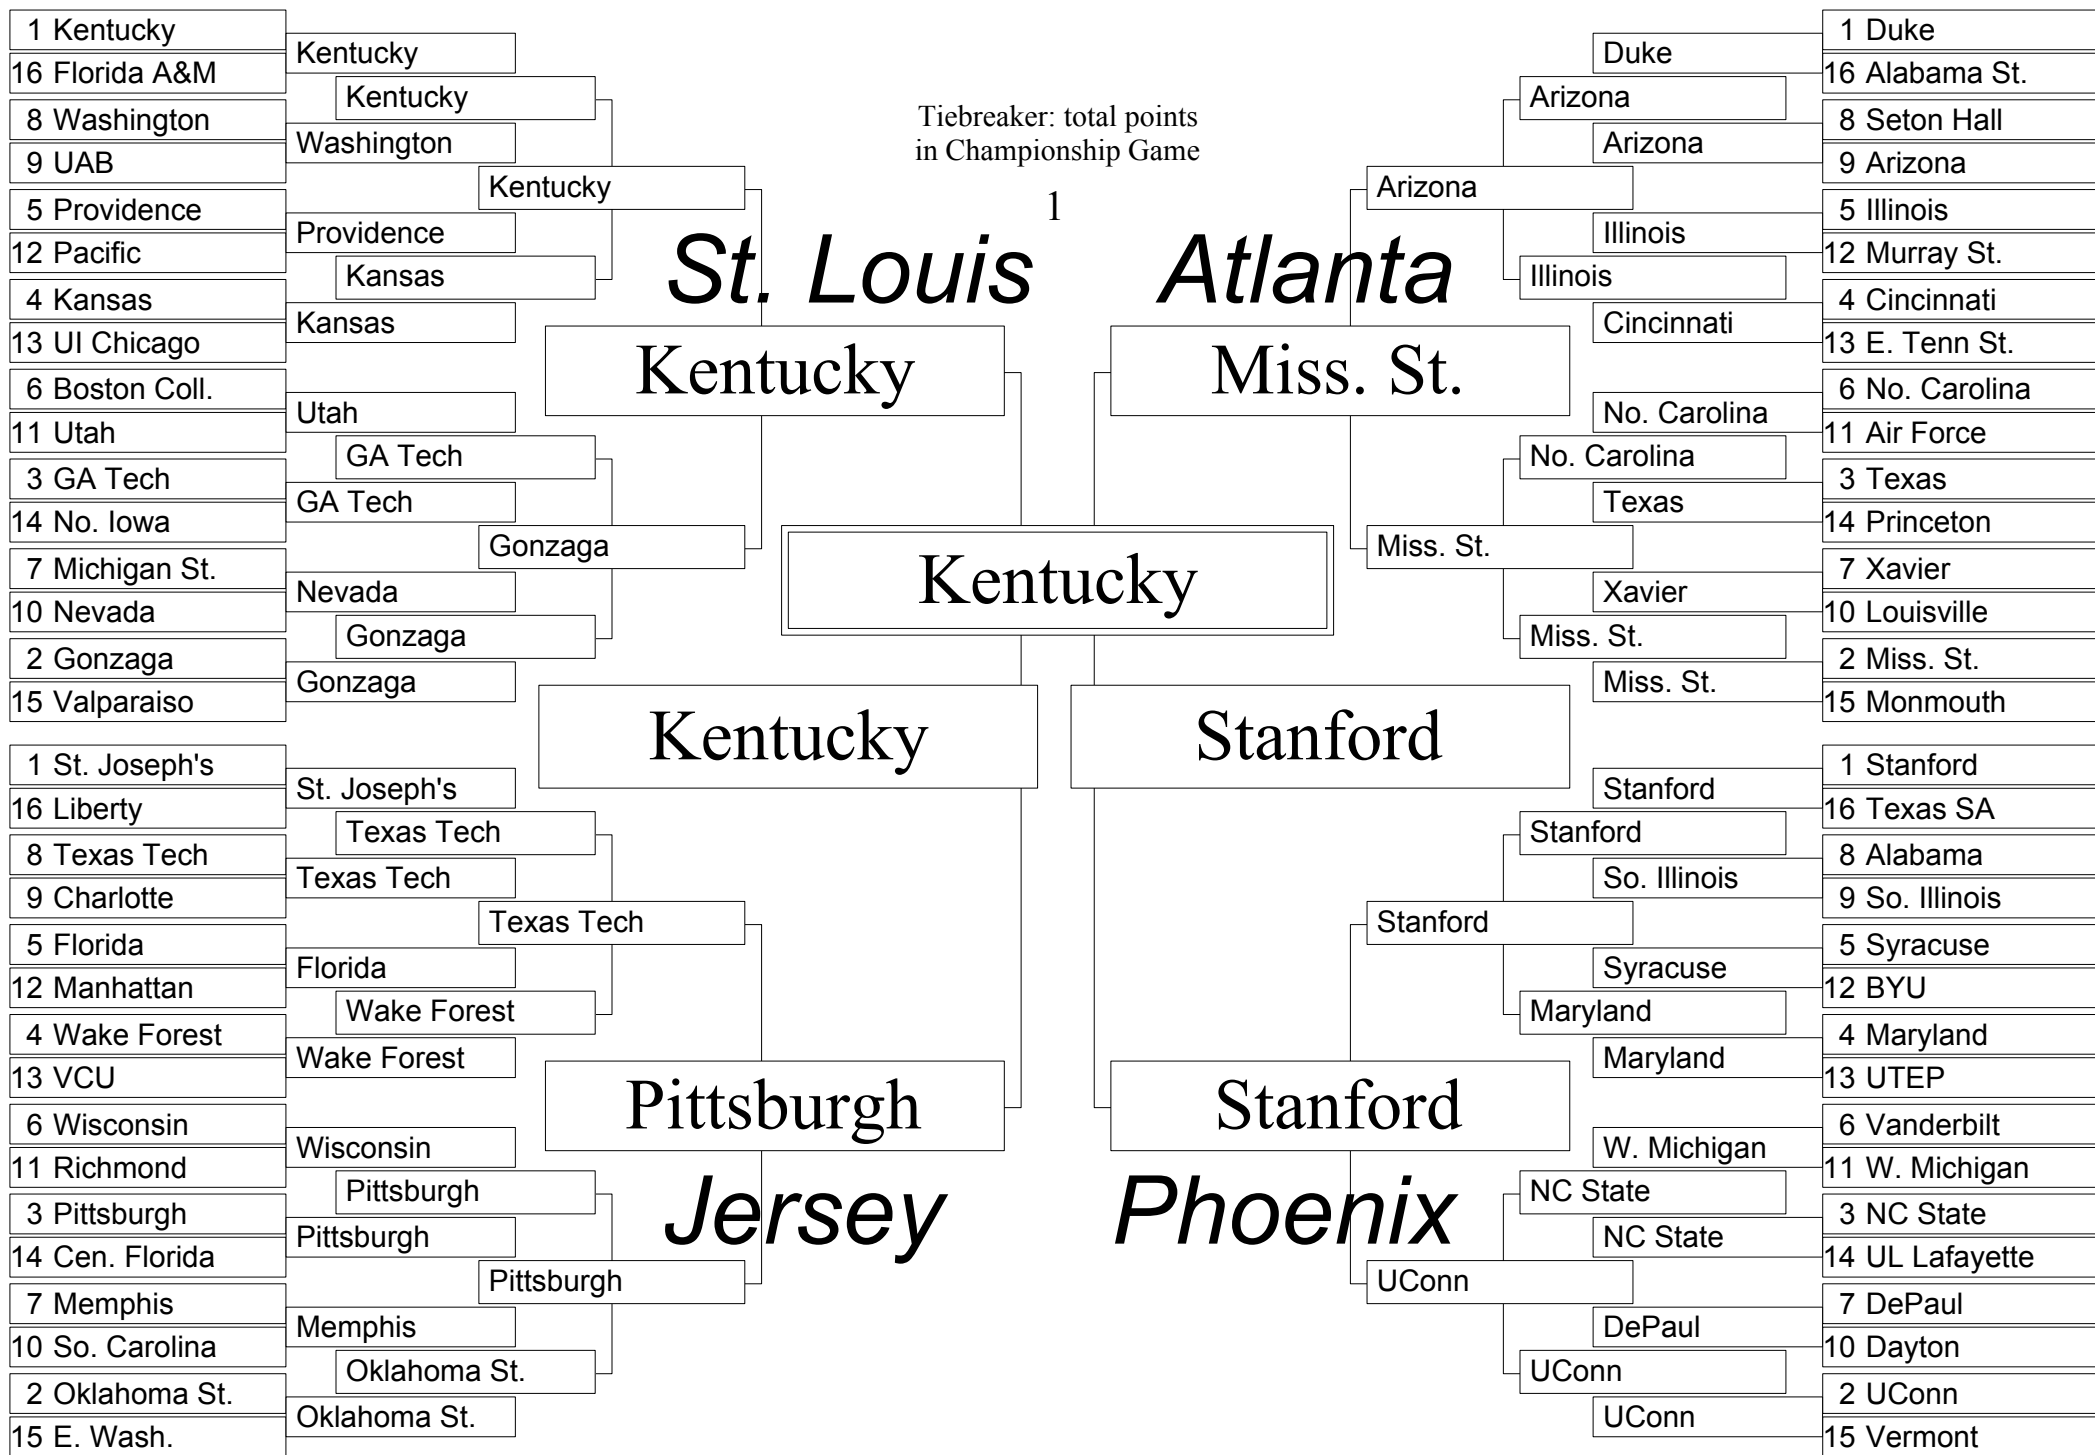 1 Kentucky
16 Florida A&M
8 Washington
9 UAB
5 Providence
12 Pacific
4 Kansas
13 UI Chicago
6 Boston Coll.
11 Utah
3 GA Tech
14 No. Iowa
7 Michigan St.
10 Nevada
2 Gonzaga
15 Valparaiso
Kentucky
Washington
Providence
Kansas
Utah
GA Tech
Nevada
Gonzaga
Kentucky
Kansas
GA Tech
Gonzaga
Kentucky
Gonzaga
St. Louis
Kentucky
1 St. Joseph's
16 Liberty
8 Texas Tech
9 Charlotte
5 Florida
12 Manhattan
4 Wake Forest
13 VCU
6 Wisconsin
11 Richmond
3 Pittsburgh
14 Cen. Florida
7 Memphis
10 So. Carolina
2 Oklahoma St.
15 E. Wash.
St. Joseph's
Texas Tech
Florida
Wake Forest
Wisconsin
Pittsburgh
Memphis
Oklahoma St.
Texas Tech
Wake Forest
Pittsburgh
Oklahoma St.
Texas Tech
Pittsburgh
Pittsburgh
Jersey
Tiebreaker: total points
in Championship Game
1
Kentucky
Kentucky
Stanford
Atlanta
Miss. St.
Arizona
Miss. St.
Arizona
Illinois
No. Carolina
Miss. St.
Duke
Arizona
Illinois
Cincinnati
No. Carolina
Texas
Xavier
Miss. St.
1 Duke
16 Alabama St.
8 Seton Hall
9 Arizona
5 Illinois
12 Murray St.
4 Cincinnati
13 E. Tenn St.
6 No. Carolina
11 Air Force
3 Texas
14 Princeton
7 Xavier
10 Louisville
2 Miss. St.
15 Monmouth
Stanford
Phoenix
Stanford
UConn
Stanford
Maryland
NC State
UConn
Stanford
So. Illinois
Syracuse
Maryland
W. Michigan
NC State
DePaul
UConn
1 Stanford
16 Texas SA
8 Alabama
9 So. Illinois
5 Syracuse
12 BYU
4 Maryland
13 UTEP
6 Vanderbilt
11 W. Michigan
3 NC State
14 UL Lafayette
7 DePaul
10 Dayton
2 UConn
15 Vermont